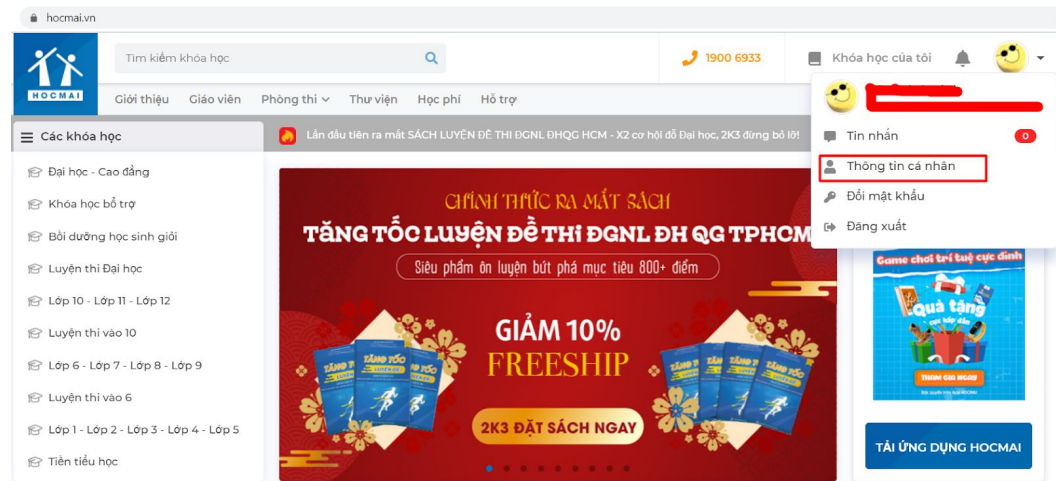 hocmai.vn
HOCMAI
Tìm kiếm khóa học
1900 6933
Khóa học của tôi
Giới thiệu Giáo viên Phòng thi Thư viện Học phí Hỗ trợ
Các khóa học
Lần đầu tiên ra mắt SÁCH LUYỆN ĐỀ THI ĐGNL ĐHQG HCM - X2 cơ hội đỗ Đại học, 2K3 đừng bỏ lỡ!
Tin nhắn 0
Thông tin cá nhân
Đổi mật khẩu
Đăng xuất
Đại học - Cao đẳng
Khóa học bổ trợ
Bồi dưỡng học sinh giỏi
Luyện thi Đại học
Lớp 10 - Lớp 11 - Lớp 12
Luyện thi vào 10
Lớp 6 - Lớp 7 - Lớp 8 - Lớp 9
Luyện thi vào 6
Lớp 1 - Lớp 2 - Lớp 3 - Lớp 4 - Lớp 5
Tiền tiểu học
CHÍNH THỨC RA MẮT SÁCH
TĂNG TỐC LUYỆN ĐỀ THI ĐGNL ĐH QG TPHCM
Siêu phẩm ôn luyện bứt phá mục tiêu 800+ điểm
GIẢM 10%
FREESHIP
TĂNG TỐC
2K3 ĐẶT SÁCH NGAY
Game chơi trí tuệ cực đỉnh
Quà tặng
cực hấp dẫn
THAM GIA NGAY
TẢI ỨNG DỤNG HOCMAI